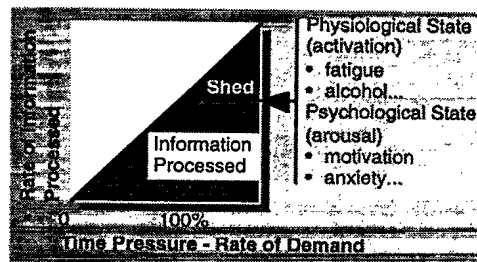 Rate of Information
Processed
Shed
Information
Processed
0
100%
Time Pressure - Rate of Demand
Physiological State
(activation)
• fatigue
• alcohol...
Psychological State
(arousal)
• motivation
• anxiety...